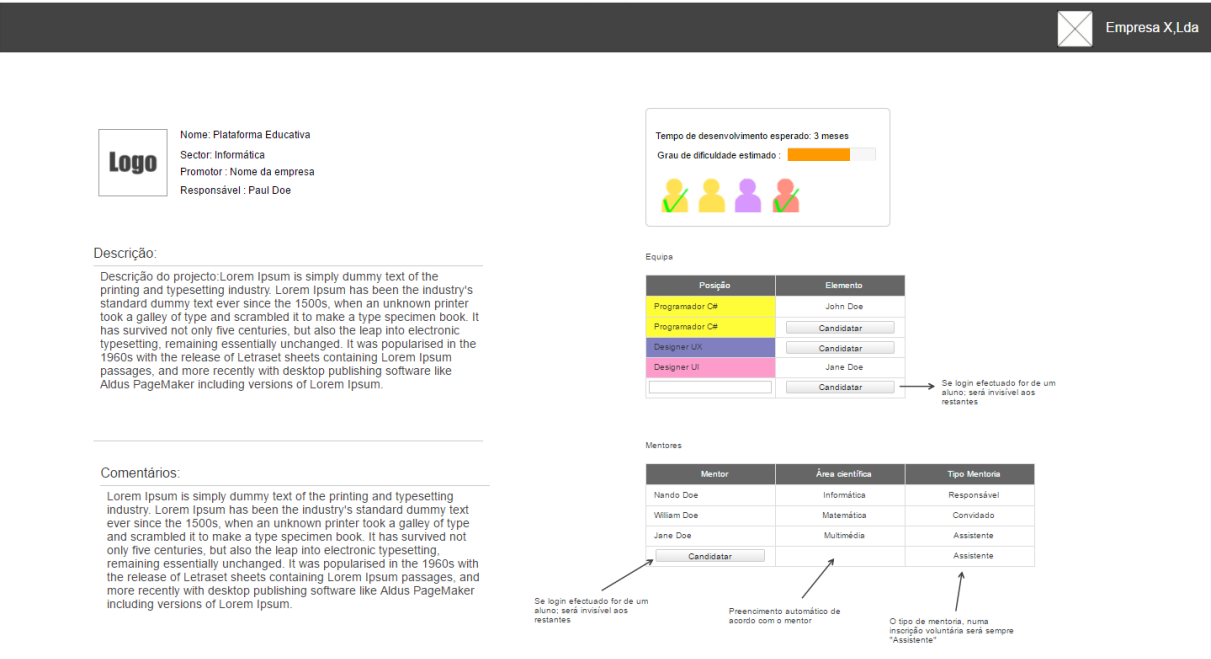 Empresa X,Lda
Logo
Nome: Plataforma Educativa
Sector: Informática
Promotor : Nome da empresa
Responsável : Paul Doe
Tempo de desenvolvimento esperado: 3 meses
Grau de dificuldade estimado :
Descrição:
Descrição do projecto:Lorem Ipsum is simply dummy text of the
printing and typesetting industry. Lorem Ipsum has been the industry's
standard dummy text ever since the 1500s, when an unknown printer
took a galley of type and scrambled it to make a type specimen book. It
has survived not only five centuries, but also the leap into electronic
typesetting, remaining essentially unchanged. It was popularised in the
1960s with the release of Letraset sheets containing Lorem Ipsum
passages, and more recently with desktop publishing software like
Aldus PageMaker including versions of Lorem Ipsum.
Comentários:
Lorem Ipsum is simply dummy text of the printing and typesetting
industry. Lorem Ipsum has been the industry's standard dummy text
ever since the 1500s, when an unknown printer took a galley of type
and scrambled it to make a type specimen book. It has survived not
only five centuries, but also the leap into electronic typesetting,
remaining essentially unchanged. It was popularised in the 1960s with
the release of Letraset sheets containing Lorem Ipsum passages, and
more recently with desktop publishing software like Aldus PageMaker
including versions of Lorem Ipsum.
Equipa
Posição Elemento
Programador C# John Doe
Programador C# Candidatar
Designer UX Candidatar
Designer UI Jane Doe
Candidatar
Se login efectuado for de um
aluno; será invisível aos
restantes
Mentores
Mentor Área científica Tipo Mentoria
Nando Doe Informática Responsável
William Doe Matemática Convidado
Jane Doe Multimédia Assistente
Candidatar Assistente
Se login efectuado for de um
aluno; será invisível aos
restantes
Preencimento automático de
acordo com o mentor
O tipo de mentoria, numa
inscrição voluntária será sempre
"Assistente"